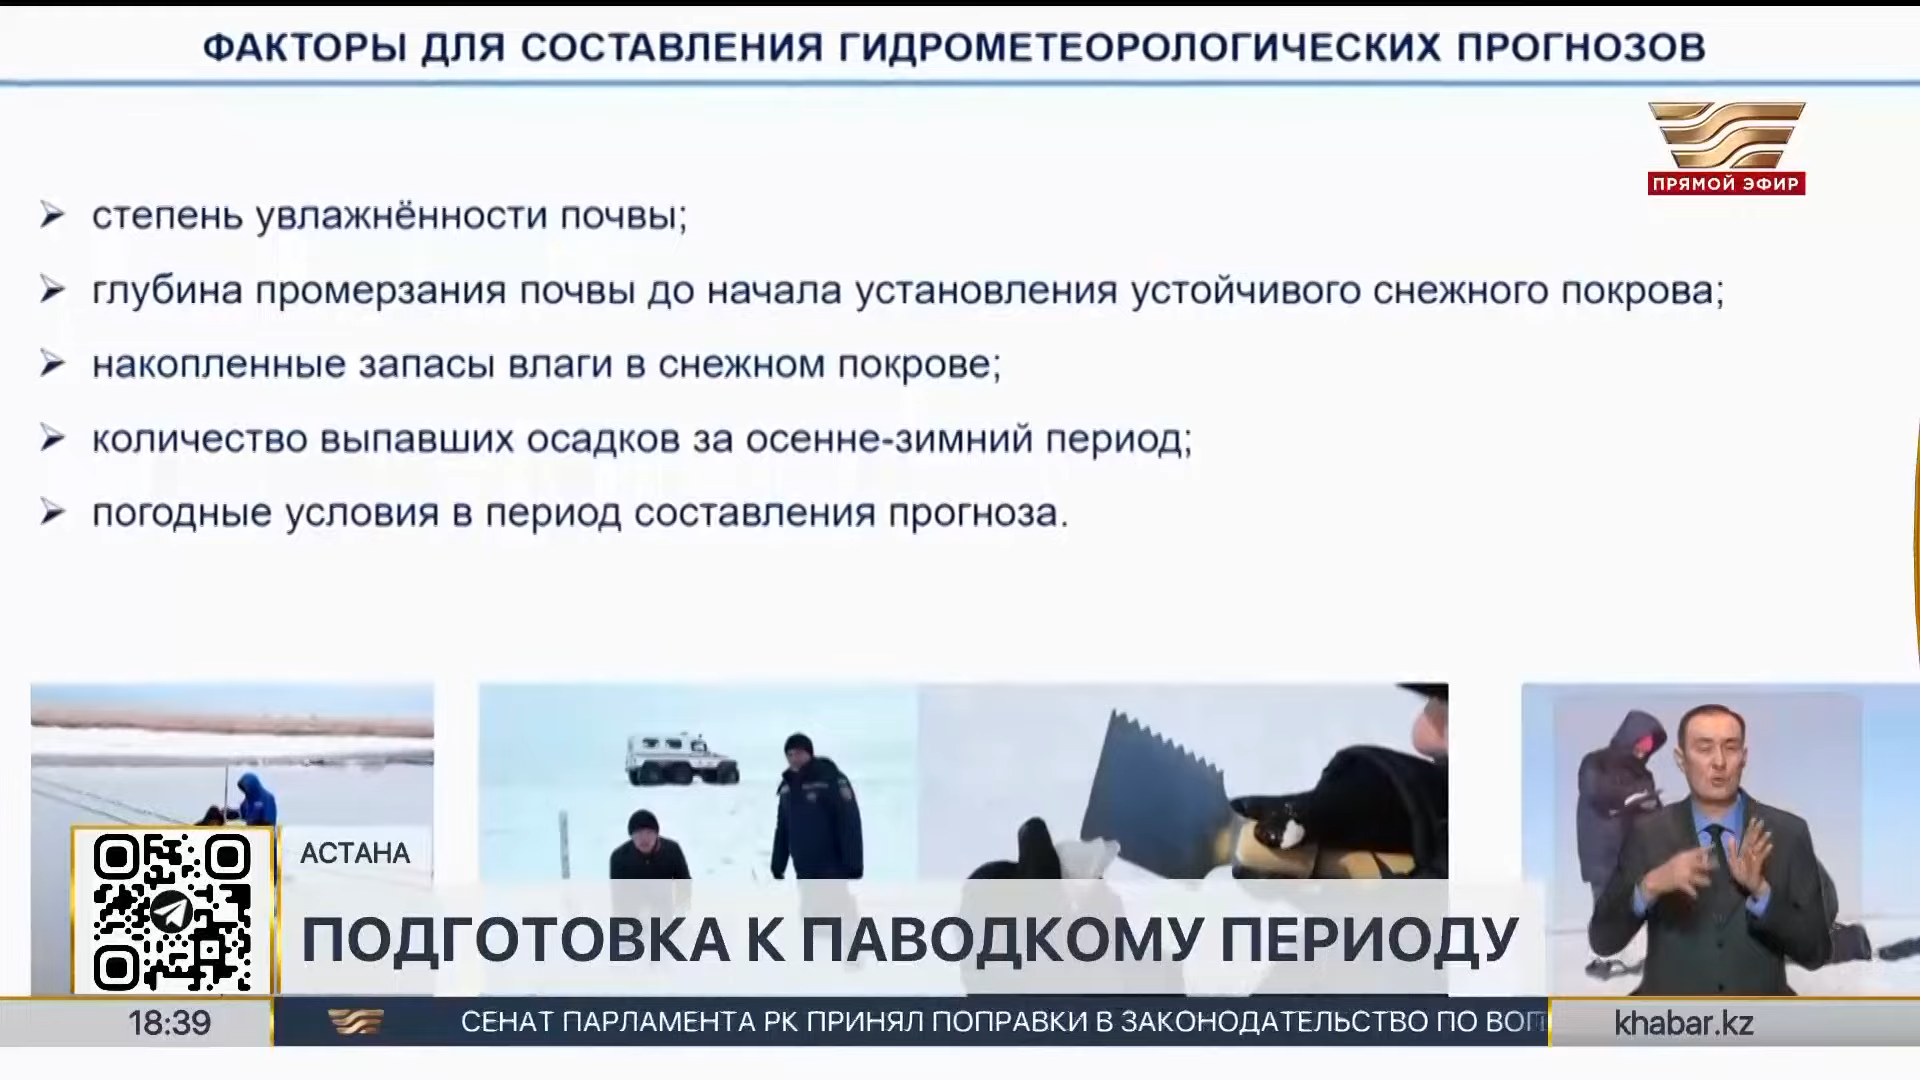 ФАКТОРЫ ДЛЯ СОСТАВЛЕНИЯ ГИДРОМЕТЕОРОЛОГИЧЕСКИХ ПРОГНОЗОВ
ПРЯМОЙ ЭФИР
степень увлажнённости почвы;
глубина промерзания почвы до начала установления устойчивого снежного покрова;
накопленные запасы влаги в снежном покрове;
количество выпавших осадков за осенне-зимний период;
погодные условия в период составления прогноза.
АСТАНА
ПОДГОТОВКА К ПАВОДКОМУ ПЕРИОДУ
18:39
СЕНАТ ПАРЛАМЕНТА РК ПРИНЯЛ ПОПРАВКИ В ЗАКОНОДАТЕЛЬСТВО ПО
khabar.kz